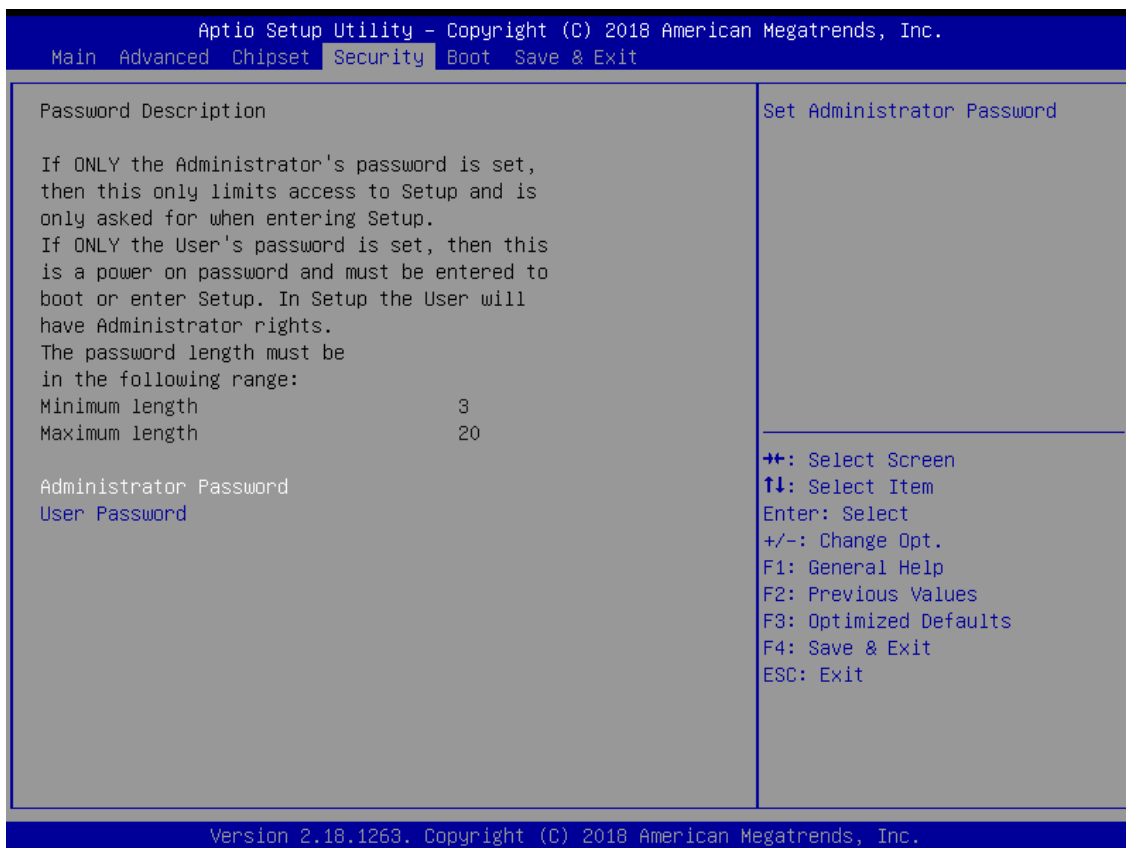 Aptio Setup Utility – Copyright (C) 2018 American Megatrends, Inc.
Main Advanced Chipset Security Boot Save & Exit
Password Description
If ONLY the Administrator's password is set,
then this only limits access to Setup and is
only asked for when entering Setup.
If ONLY the User's password is set, then this
is a power on password and must be entered to
boot or enter Setup. In Setup the User will
have Administrator rights.
The password length must be
in the following range:
Minimum length 3
Maximum length 20
Administrator Password
User Password
Set Administrator Password
→←: Select Screen
↑↓: Select Item
Enter: Select
+/-: Change Opt.
F1: General Help
F2: Previous Values
F3: Optimized Defaults
F4: Save & Exit
ESC: Exit
Version 2.18.1263. Copyright (C) 2018 American Megatrends, Inc.